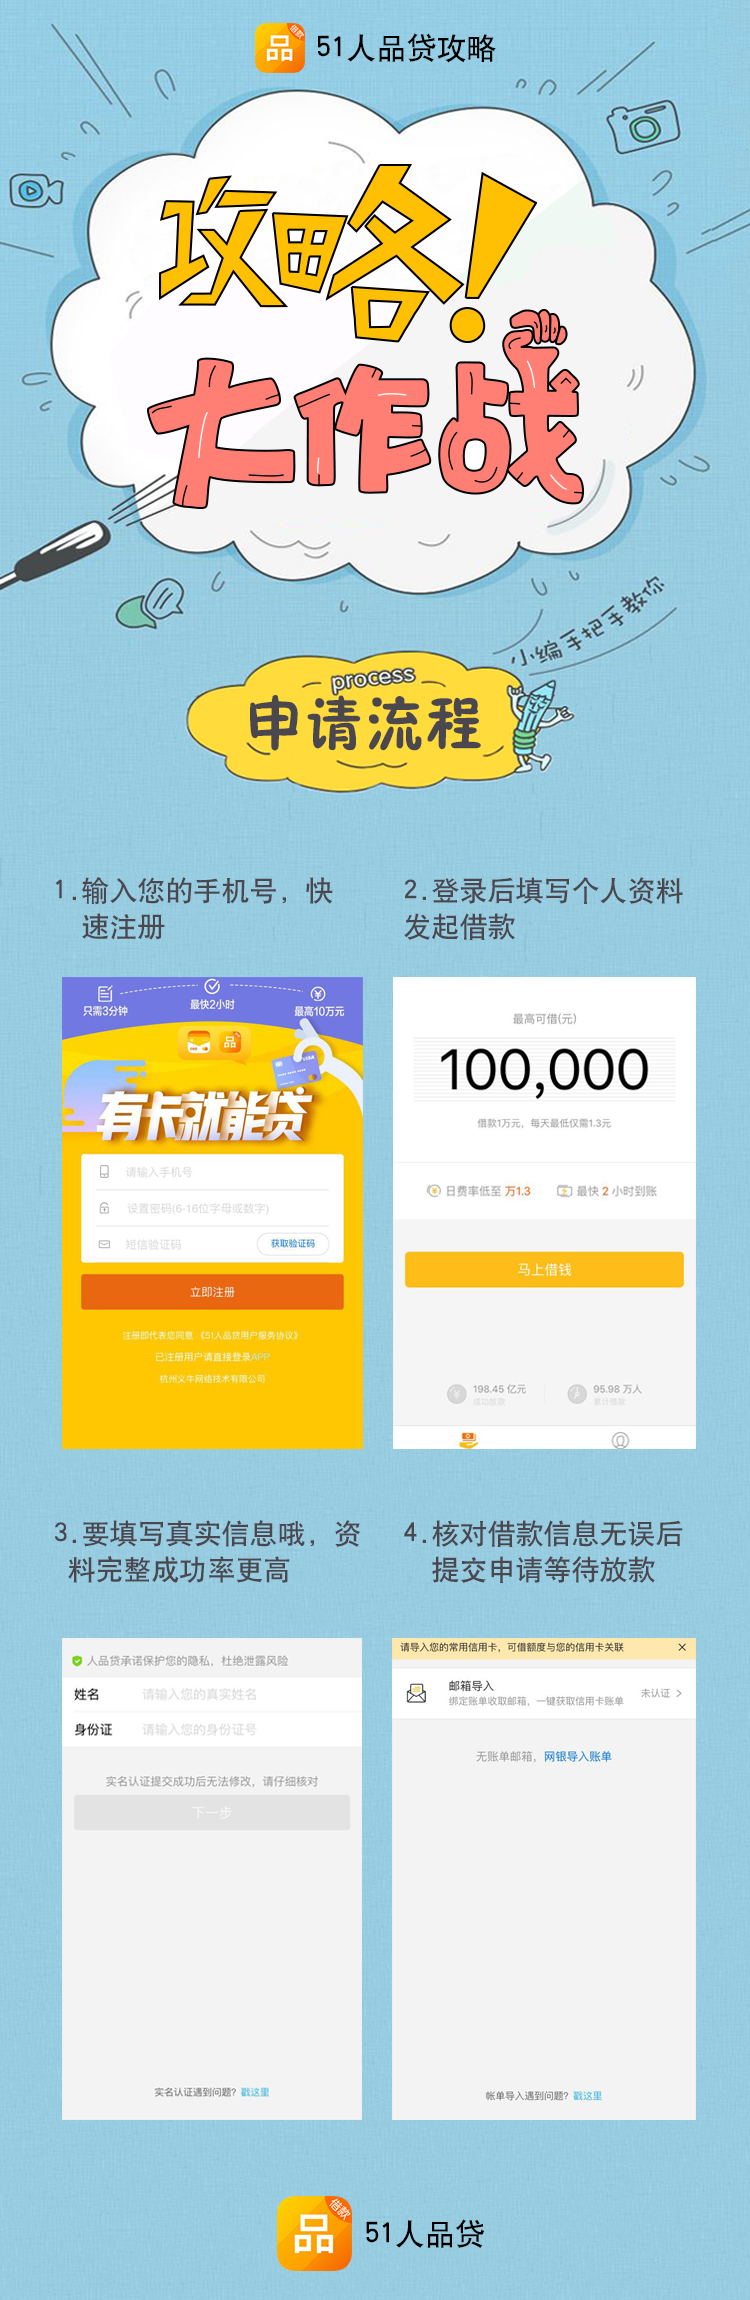 品 借款 51人品贷攻略
攻略!
大作战
小编手把手教你
process
申请流程
1.输入您的手机号，快
速注册
2.登录后填写个人资料
发起借款
只需3分钟
最快2小时
最高10万元
品
VISA
有卡就能贷
请输入手机号
设置密码(6-16位字母或数字)
短信验证码 获取验证码
立即注册
注册即代表您同意《51人品贷用户服务协议》
已注册用户请直接登录APP
杭州义牛网络技术有限公司
最高可借(元)
100,000
借款1万元，每天最低仅需1.3元
日费率低至 万1.3 最快 2 小时到账
马上借钱
198.45 亿元 95.98 万人
成功放款 累计借款
3.要填写真实信息哦，资
料完整成功率更高
4.核对借款信息无误后
提交申请等待放款
人品贷承诺保护您的隐私，杜绝泄露风险
姓名 请输入您的真实姓名
身份证 请输入您的身份证号
实名认证提交成功后无法修改，请仔细核对
下一步
实名认证遇到问题？戳这里
请导入您的常用信用卡，可借额度与您的信用卡关联
邮箱导入
绑定账单收取邮箱，一键获取信用卡账单 未认证
无账单邮箱，网银导入账单
帐单导入遇到问题？戳这里
品 借款 51人品贷